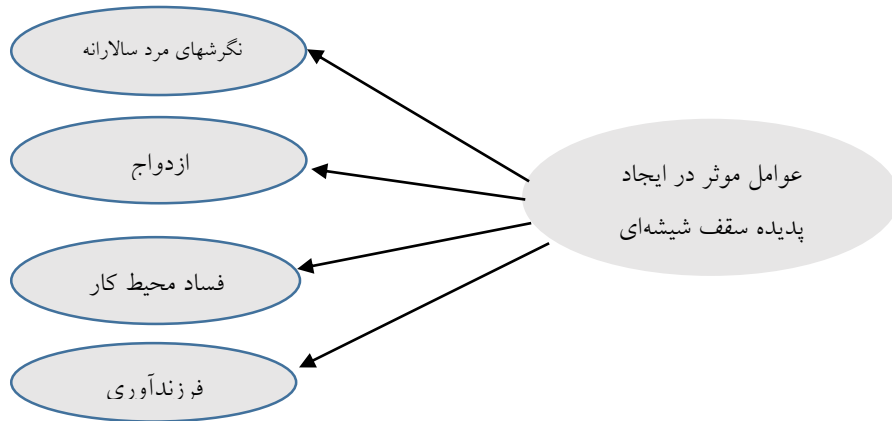 عوامل موثر در ایجاد
پدیده سقف شیشه‌ای
نگرشهای مرد سالارانه
ازدواج
فساد محیط کار
فرزندآوری